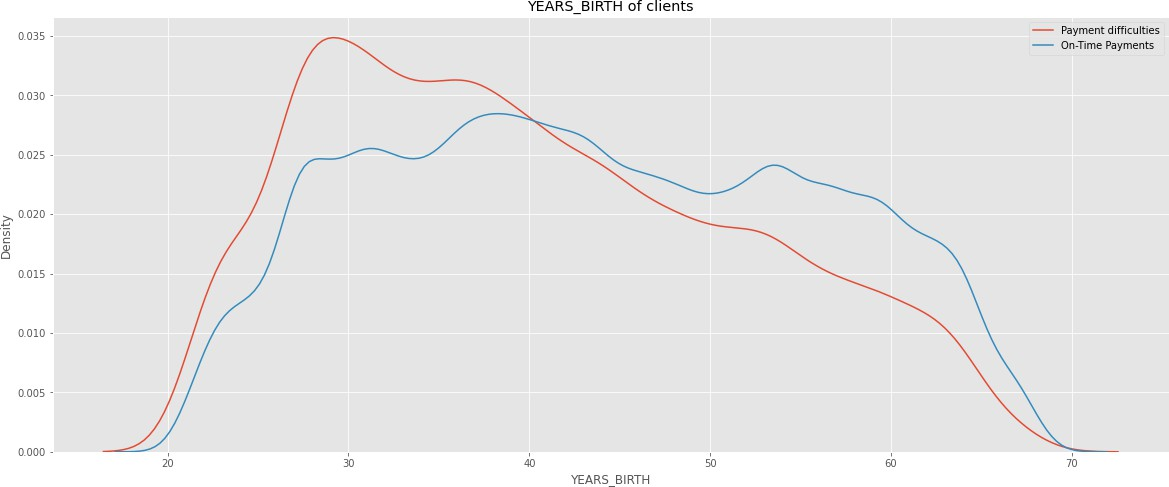 YEARS_BIRTH of clients
Payment difficulties
On-Time Payments
Density
0.035
0.030
0.025
0.020
0.015
0.010
0.005
0.000
20 30 40 50 60 70
YEARS_BIRTH